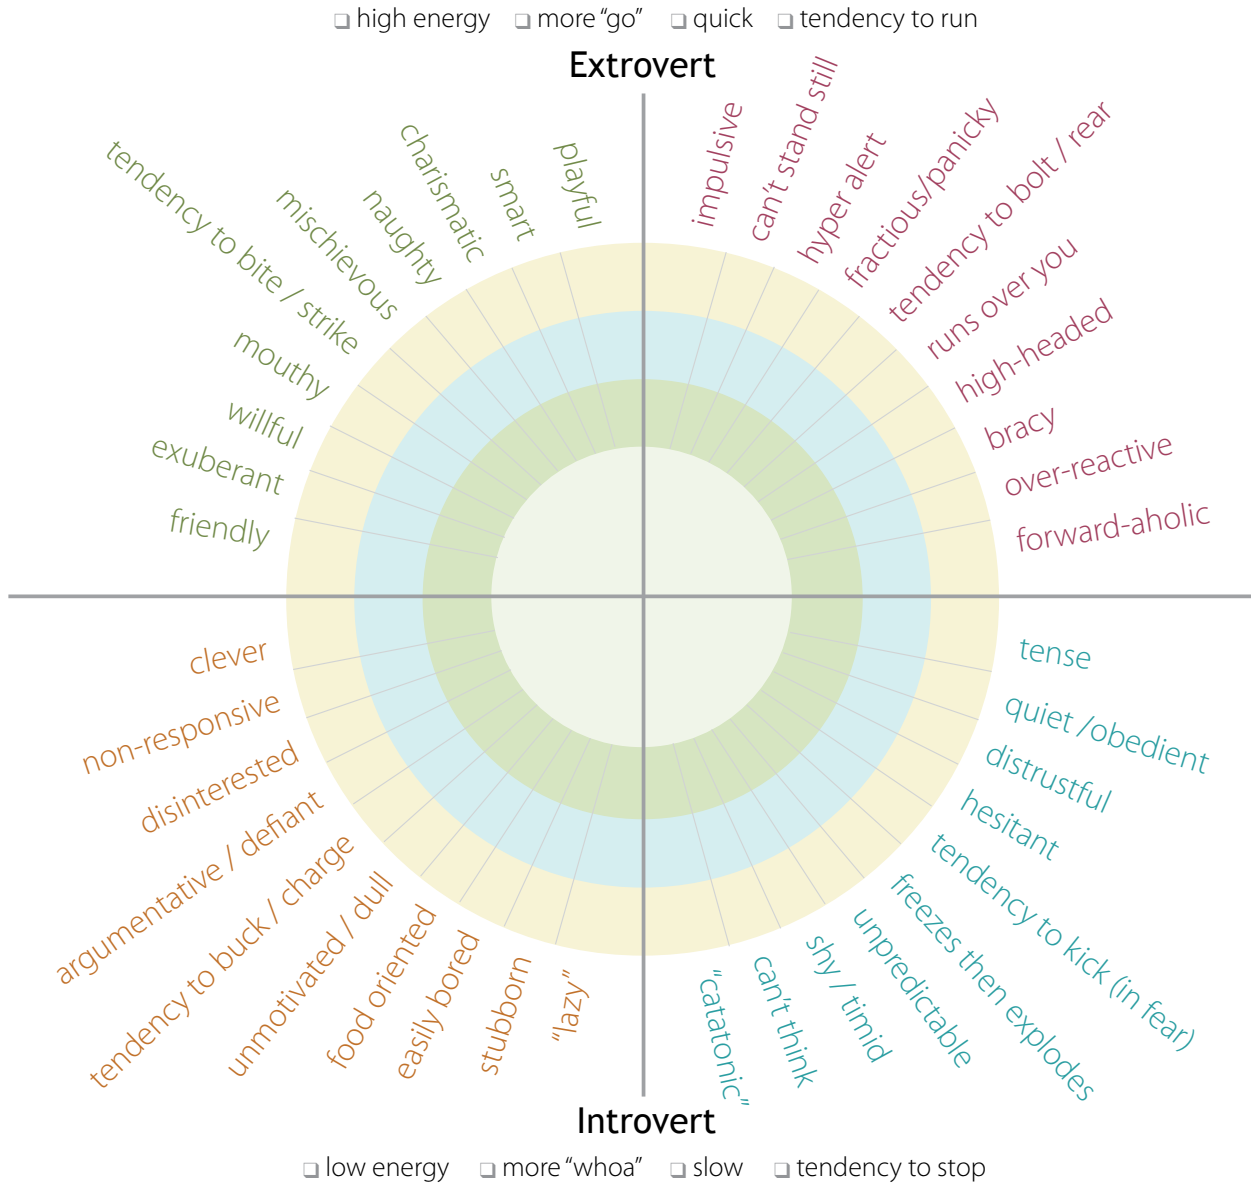 ❏ high energy ❏ more “go” ❏ quick ❏ tendency to run
Extrovert
playful
smart
charismatic
naughty
mischievous
tendency to bite / strike
mouthy
willful
exuberant
friendly
impulsive
can't stand still
hyper alert
fractious/panicky
tendency to bolt / rear
runs over you
high-headed
bracy
over-reactive
forward-aholic
clever
non-responsive
disinterested
argumentative / defiant
tendency to buck / charge
unmotivated / dull
food oriented
easily bored
stubborn
“lazy”
tense
quiet /obedient
distrustful
hesitant
tendency to kick (in fear)
freezes then explodes
unpredictable
shy / timid
can't think
“catatonic”
Introvert
❏ low energy ❏ more “whoa” ❏ slow ❏ tendency to stop